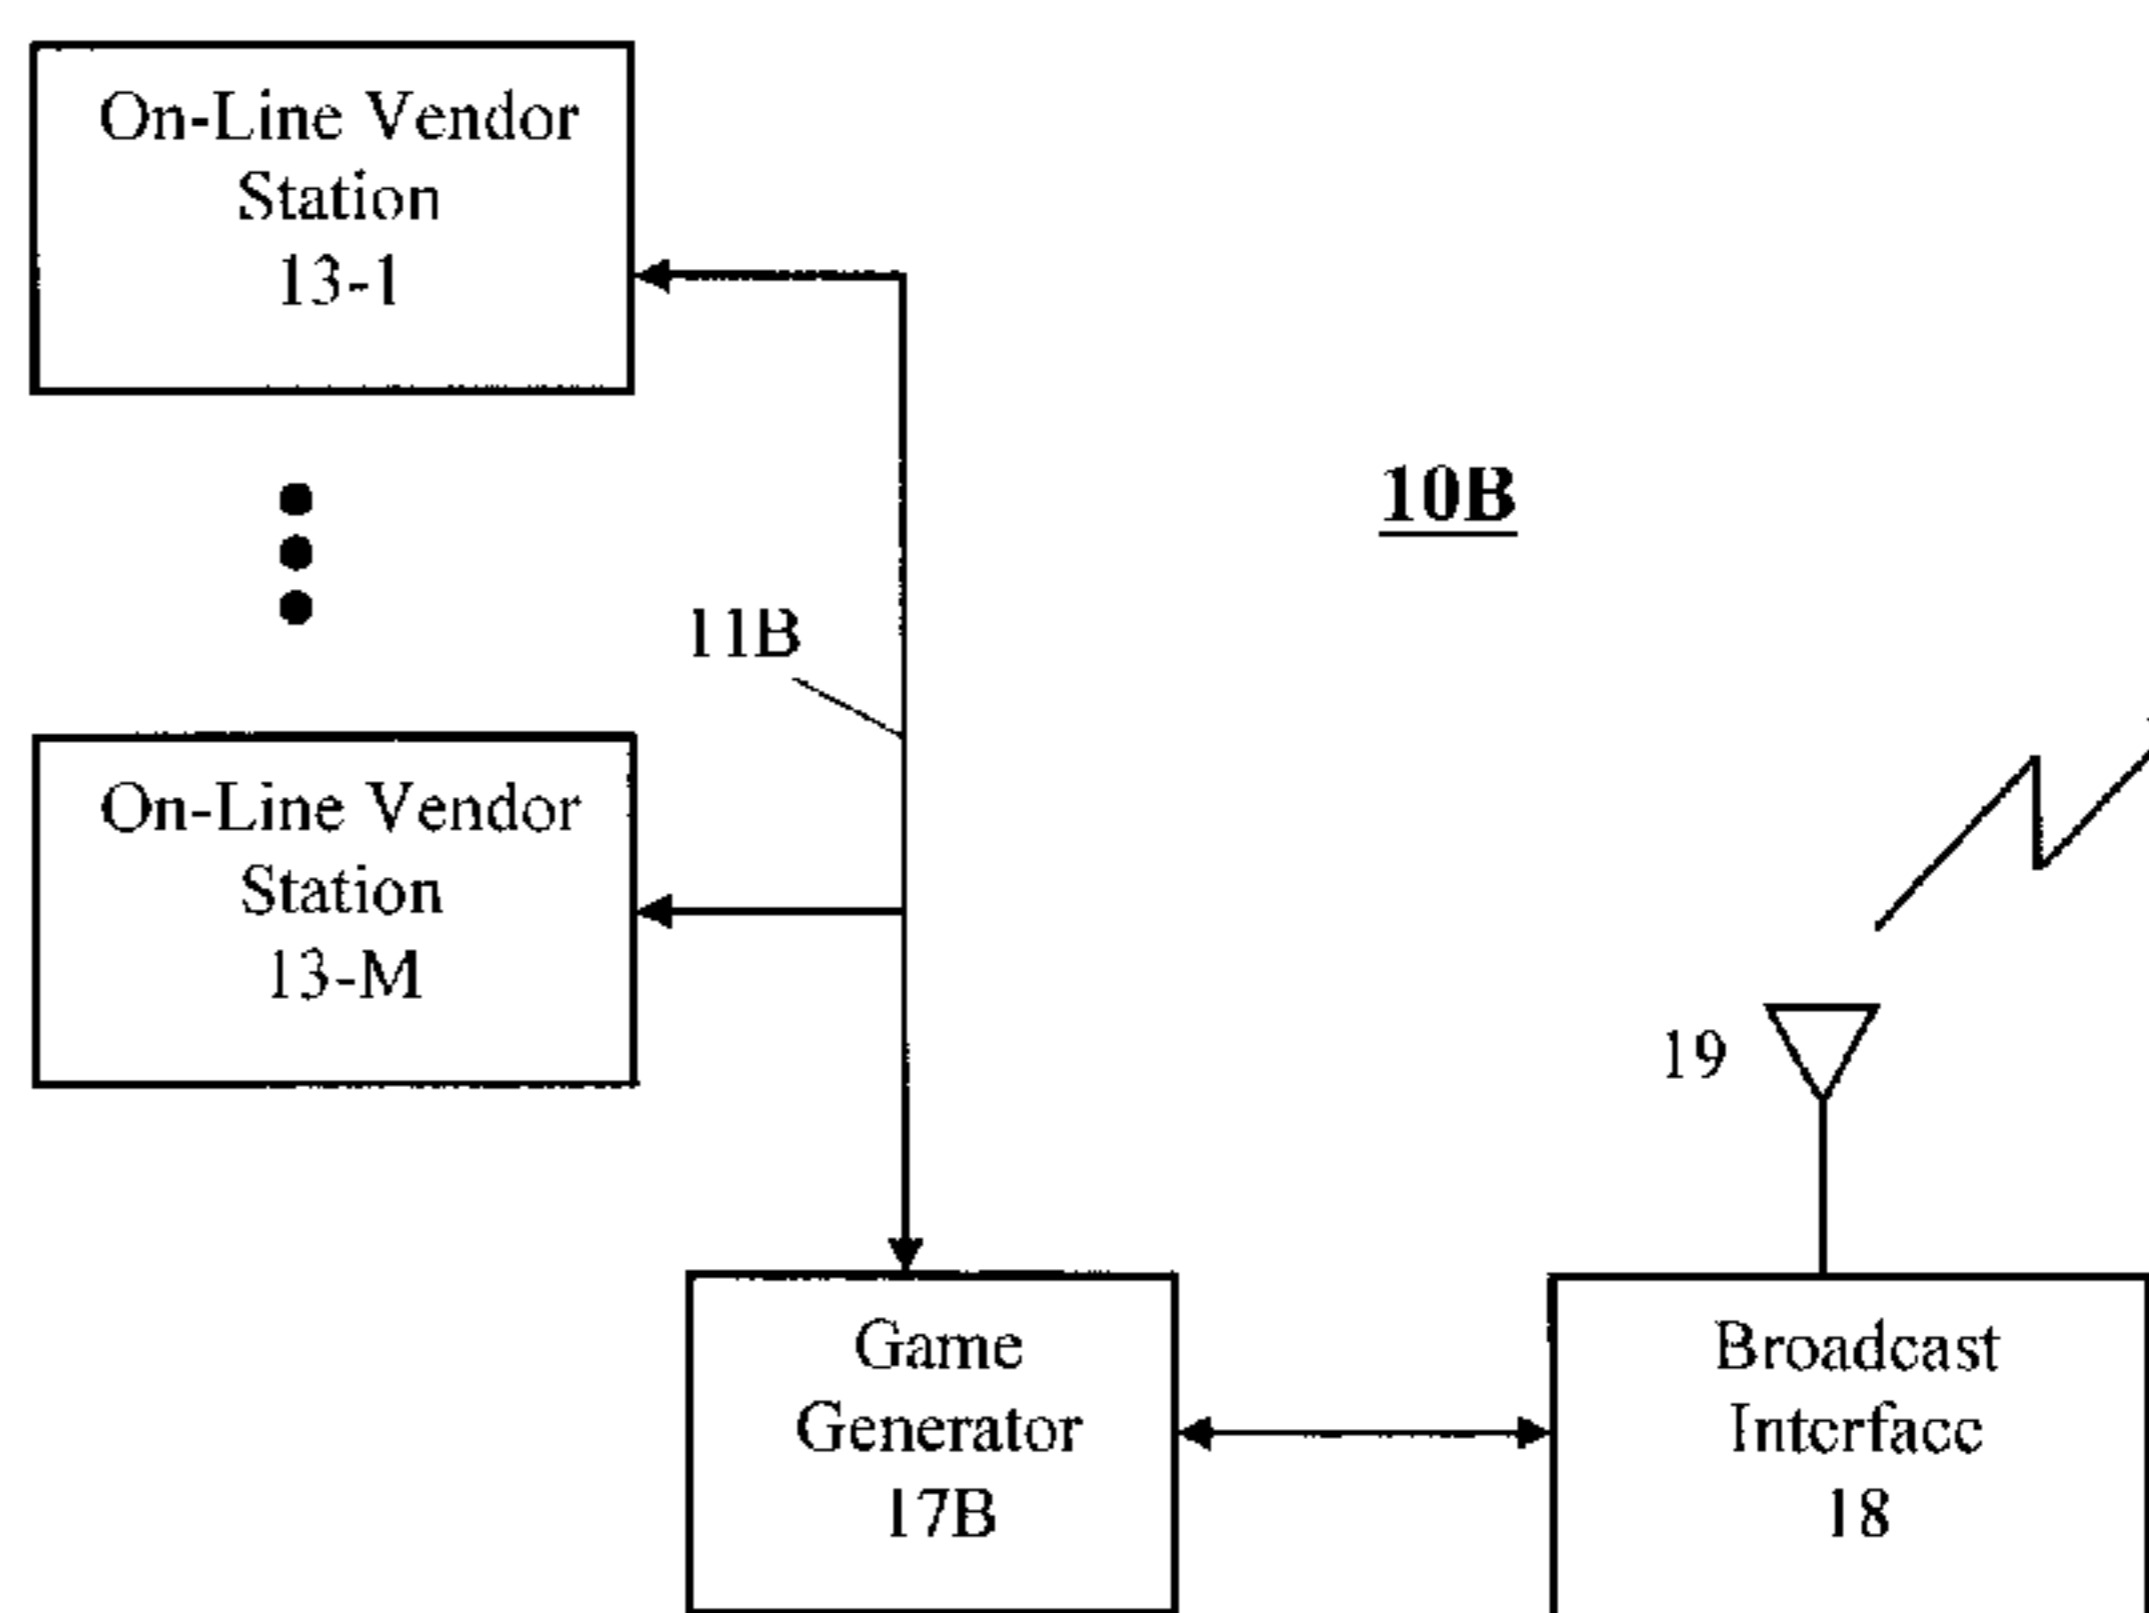 On-Line Vendor
Station
13-1
10B
11B
On-Line Vendor
Station
13-M
19
Game
Generator
17B
Broadcast
Interface
18